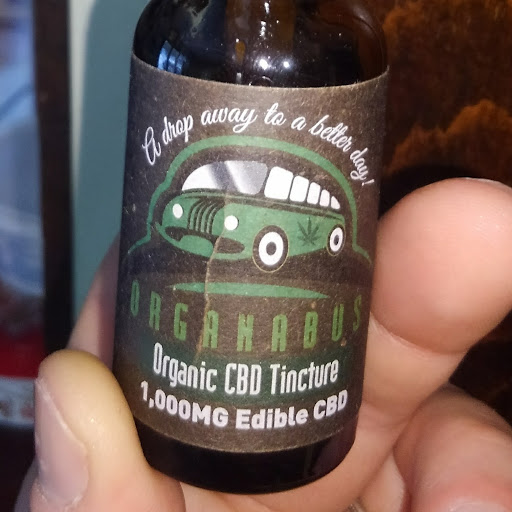 A drop away to a better day!
ORGANABUS
Organic CBD Tincture
1,000MG Edible CBD